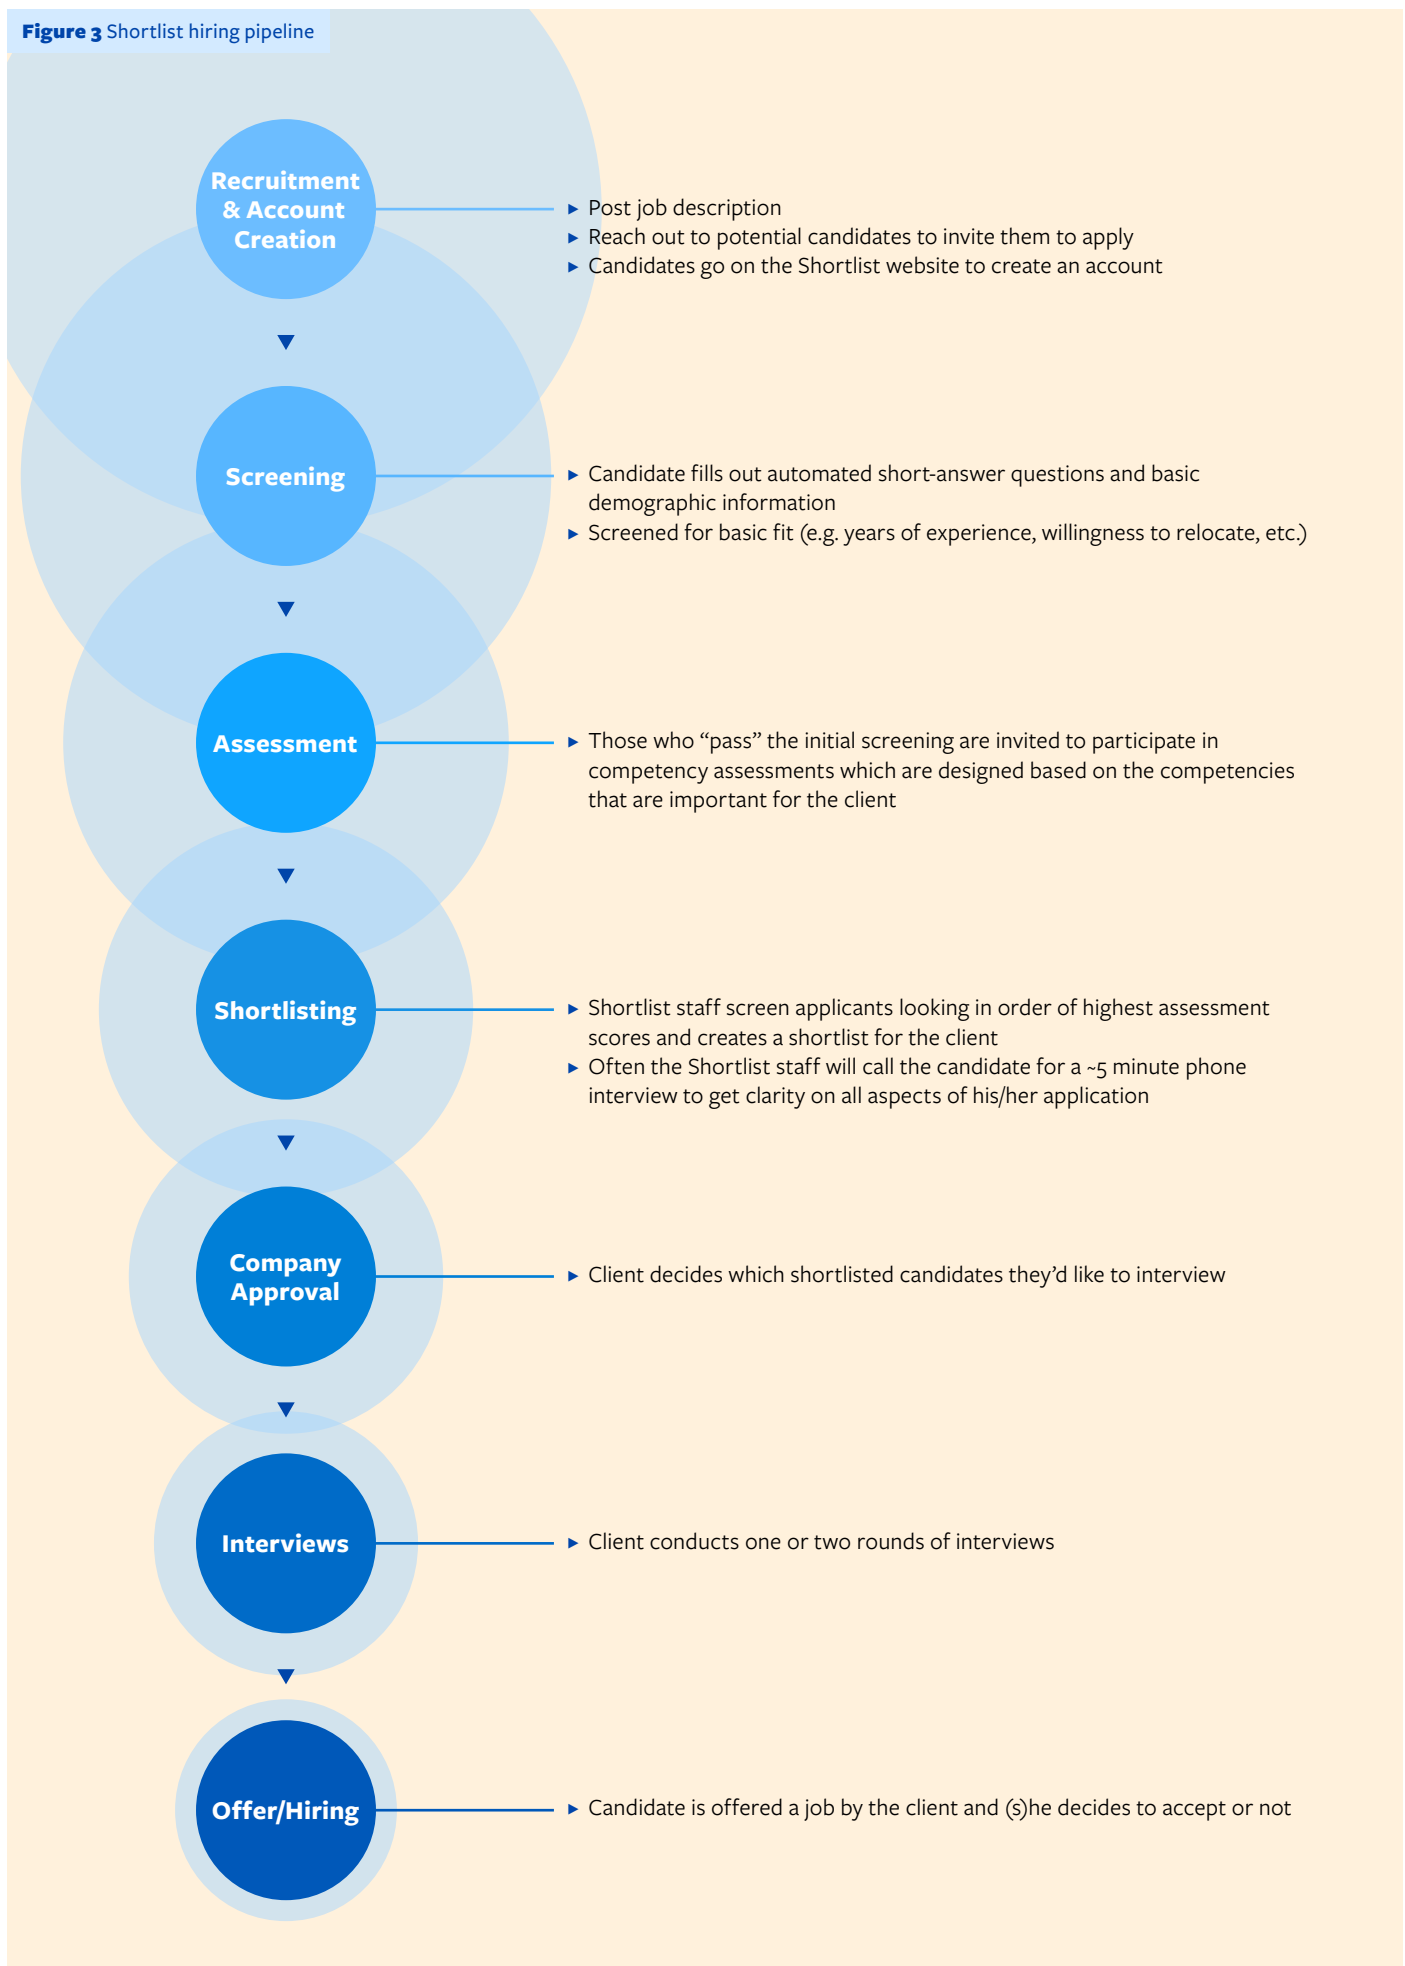 Figure 3 Shortlist hiring pipeline
Recruitment
& Account
Creation
► Post job description
► Reach out to potential candidates to invite them to apply
► Candidates go on the Shortlist website to create an account
Screening
► Candidate fills out automated short-answer questions and basic
demographic information
► Screened for basic fit (e.g. years of experience, willingness to relocate, etc.)
Assessment
► Those who “pass” the initial screening are invited to participate in
competency assessments which are designed based on the competencies
that are important for the client
Shortlisting
► Shortlist staff screen applicants looking in order of highest assessment
scores and creates a shortlist for the client
► Often the Shortlist staff will call the candidate for a ~5 minute phone
interview to get clarity on all aspects of his/her application
Company
Approval
► Client decides which shortlisted candidates they’d like to interview
Interviews
► Client conducts one or two rounds of interviews
Offer/Hiring
► Candidate is offered a job by the client and (s)he decides to accept or not